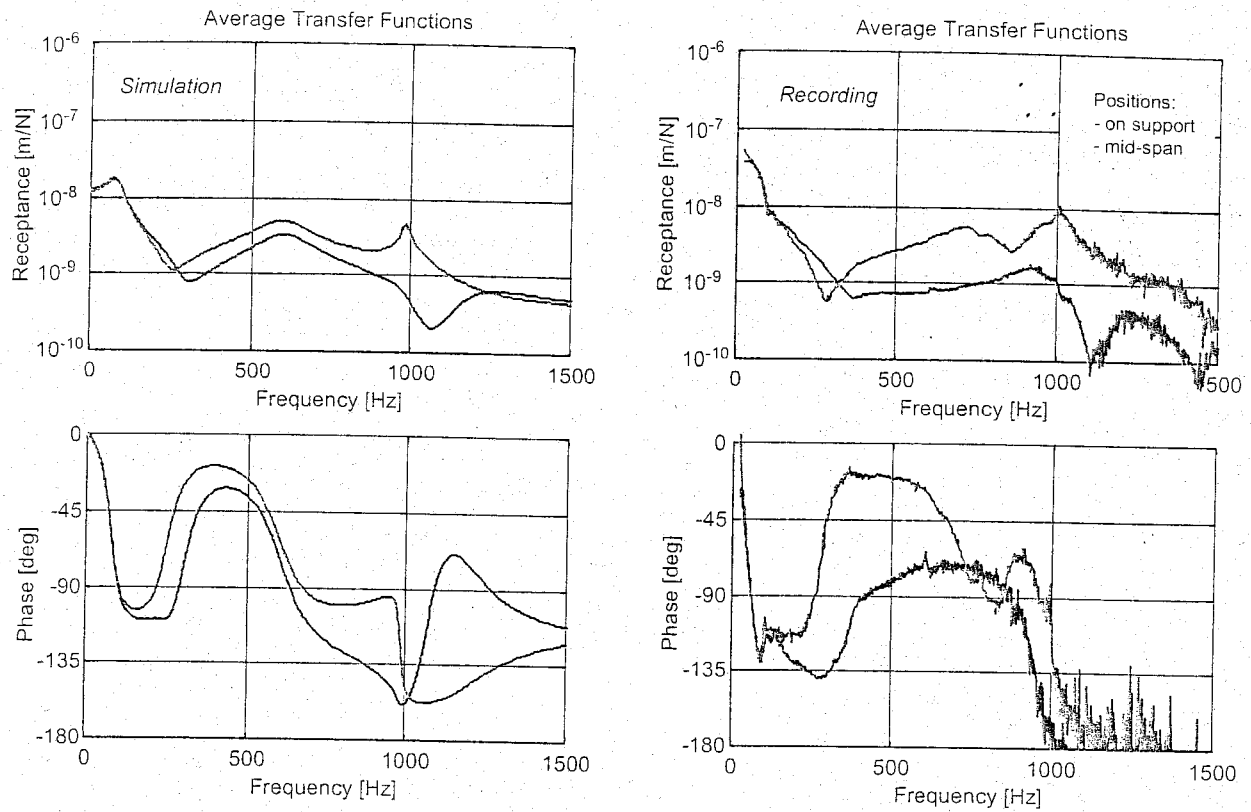 Average Transfer Functions
10^-6
Simulation
10^-7
10^-8
10^-9
10^-10
Receptance [m/N]
0 500 1000 1500
Frequency [Hz]
Average Transfer Functions
10^-6
Recording
Positions:
- on support
- mid-span
10^-7
10^-8
10^-9
10^-10
Receptance [m/N]
0 500 1000 1500
Frequency [Hz]
0
-45
-90
-135
-180
Phase [deg]
0 500 1000 1500
Frequency [Hz]
0
-45
-90
-135
-180
Phase [deg]
0 500 1000 1500
Frequency [Hz]